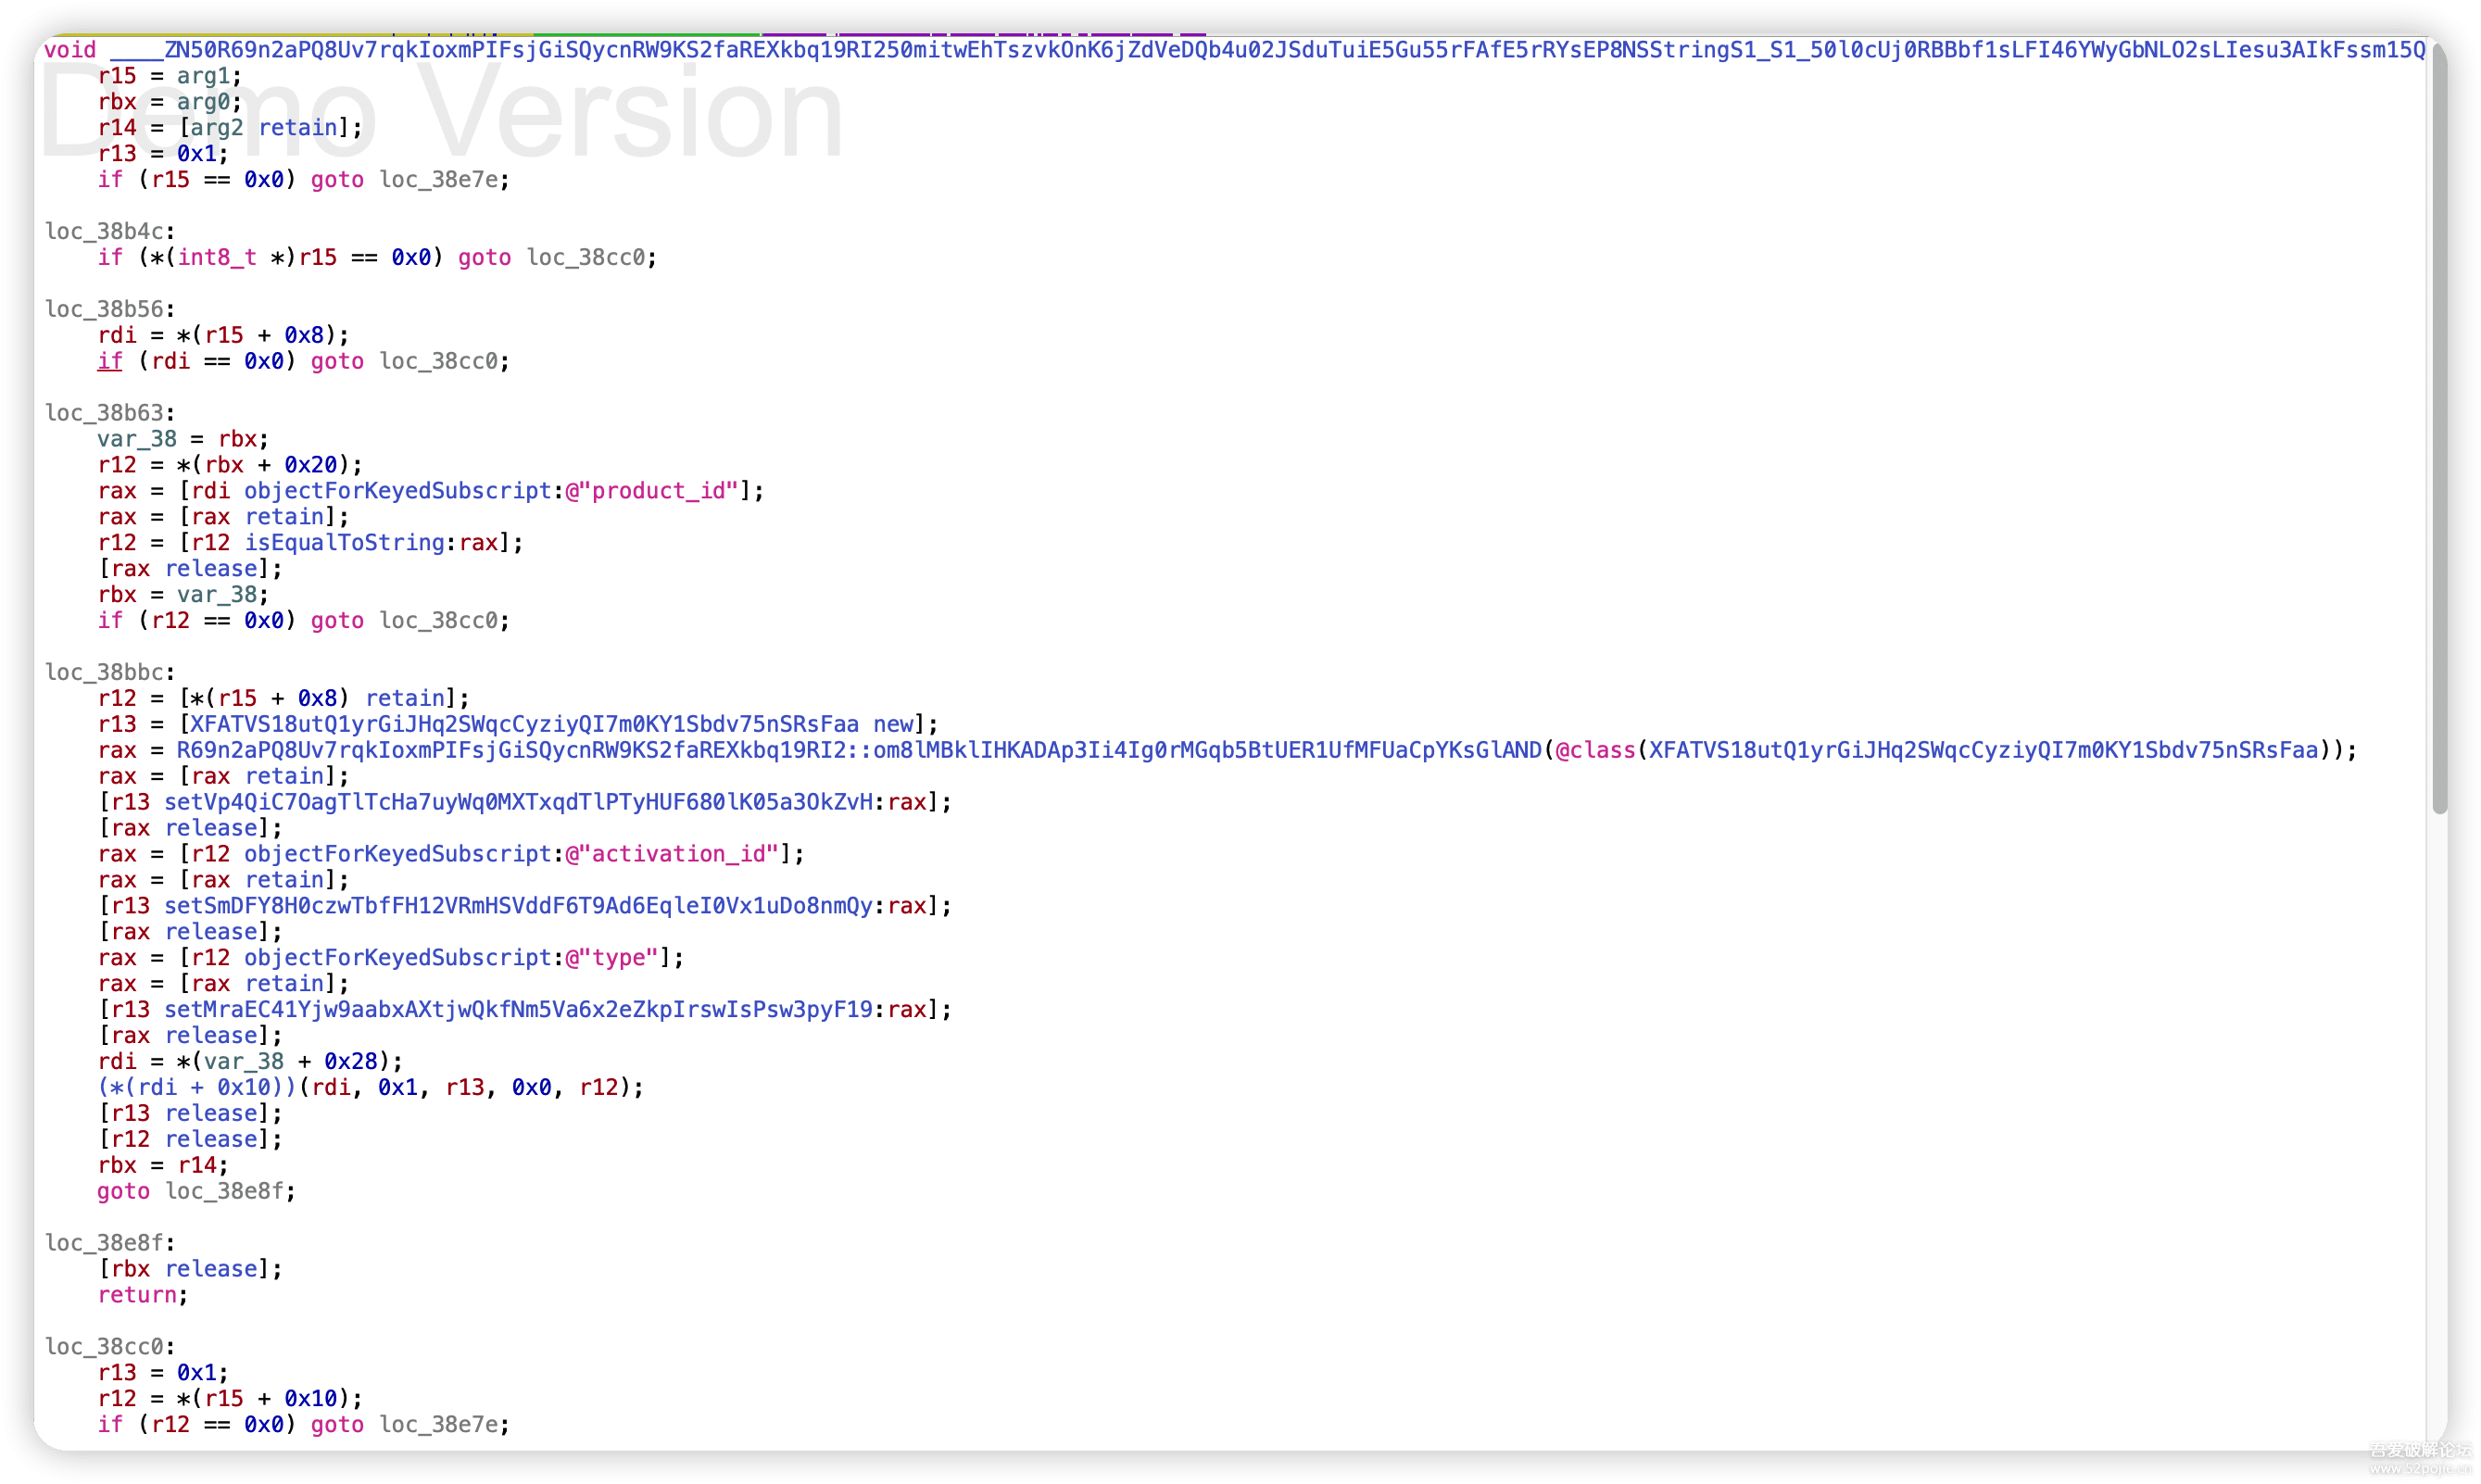 void ____ZN50R69n2aPQ8Uv7rqkIoxmPIFsjGiSQycnRW9KS2faREXkbq19RI250mitwEhTszvkOnK6jZdVeDQb4u02JSduTuiE5Gu55rFAfE5rRYsEP8NSStringS1_S1_50l0cUj0RBBbf1sLFI46YWyGbNLO2sLIesu3AIkFssm15Q
Demo Version
    r15 = arg1;
    rbx = arg0;
    r14 = [arg2 retain];
    r13 = 0x1;
    if (r15 == 0x0) goto loc_38e7e;
loc_38b4c:
    if (*(int8_t *)r15 == 0x0) goto loc_38cc0;
loc_38b56:
    rdi = *(r15 + 0x8);
    if (rdi == 0x0) goto loc_38cc0;
loc_38b63:
    var_38 = rbx;
    r12 = *(rbx + 0x20);
    rax = [rdi objectForKeyedSubscript:@"product_id"];
    rax = [rax retain];
    r12 = [r12 isEqualToString:rax];
    [rax release];
    rbx = var_38;
    if (r12 == 0x0) goto loc_38cc0;
loc_38bbc:
    r12 = [*(r15 + 0x8) retain];
    r13 = [XFATVS18utQ1yrGiJHq2SWqcCyziyQI7m0KY1Sbdv75nSRsFaa new];
    rax = R69n2aPQ8Uv7rqkIoxmPIFsjGiSQycnRW9KS2faREXkbq19RI2::om8lMBklIHKADAp3Ii4Ig0rMGqb5BtUER1UfMFUaCpYKsGlAND(@class(XFATVS18utQ1yrGiJHq2SWqcCyziyQI7m0KY1Sbdv75nSRsFaa));
    rax = [rax retain];
    [r13 setVp4QiC7OagTlTcHa7uyWq0MXTxqdTlPTyHUF680lK05a3OkZvH:rax];
    [rax release];
    rax = [r12 objectForKeyedSubscript:@"activation_id"];
    rax = [rax retain];
    [r13 setSmDFY8H0czwTbfFH12VRmHSVddF6T9Ad6EqleI0Vx1uDo8nmQy:rax];
    [rax release];
    rax = [r12 objectForKeyedSubscript:@"type"];
    rax = [rax retain];
    [r13 setMraEC41Yjw9aabxAXtjwQkfNm5Va6x2eZkpIrswIsPsw3pyF19:rax];
    [rax release];
    rdi = *(var_38 + 0x28);
    (*(rdi + 0x10))(rdi, 0x1, r13, 0x0, r12);
    [r13 release];
    [r12 release];
    rbx = r14;
    goto loc_38e8f;
loc_38e8f:
    [rbx release];
    return;
loc_38cc0:
    r13 = 0x1;
    r12 = *(r15 + 0x10);
    if (r12 == 0x0) goto loc_38e7e;
吾爱破解论坛
www.52pojie.cn